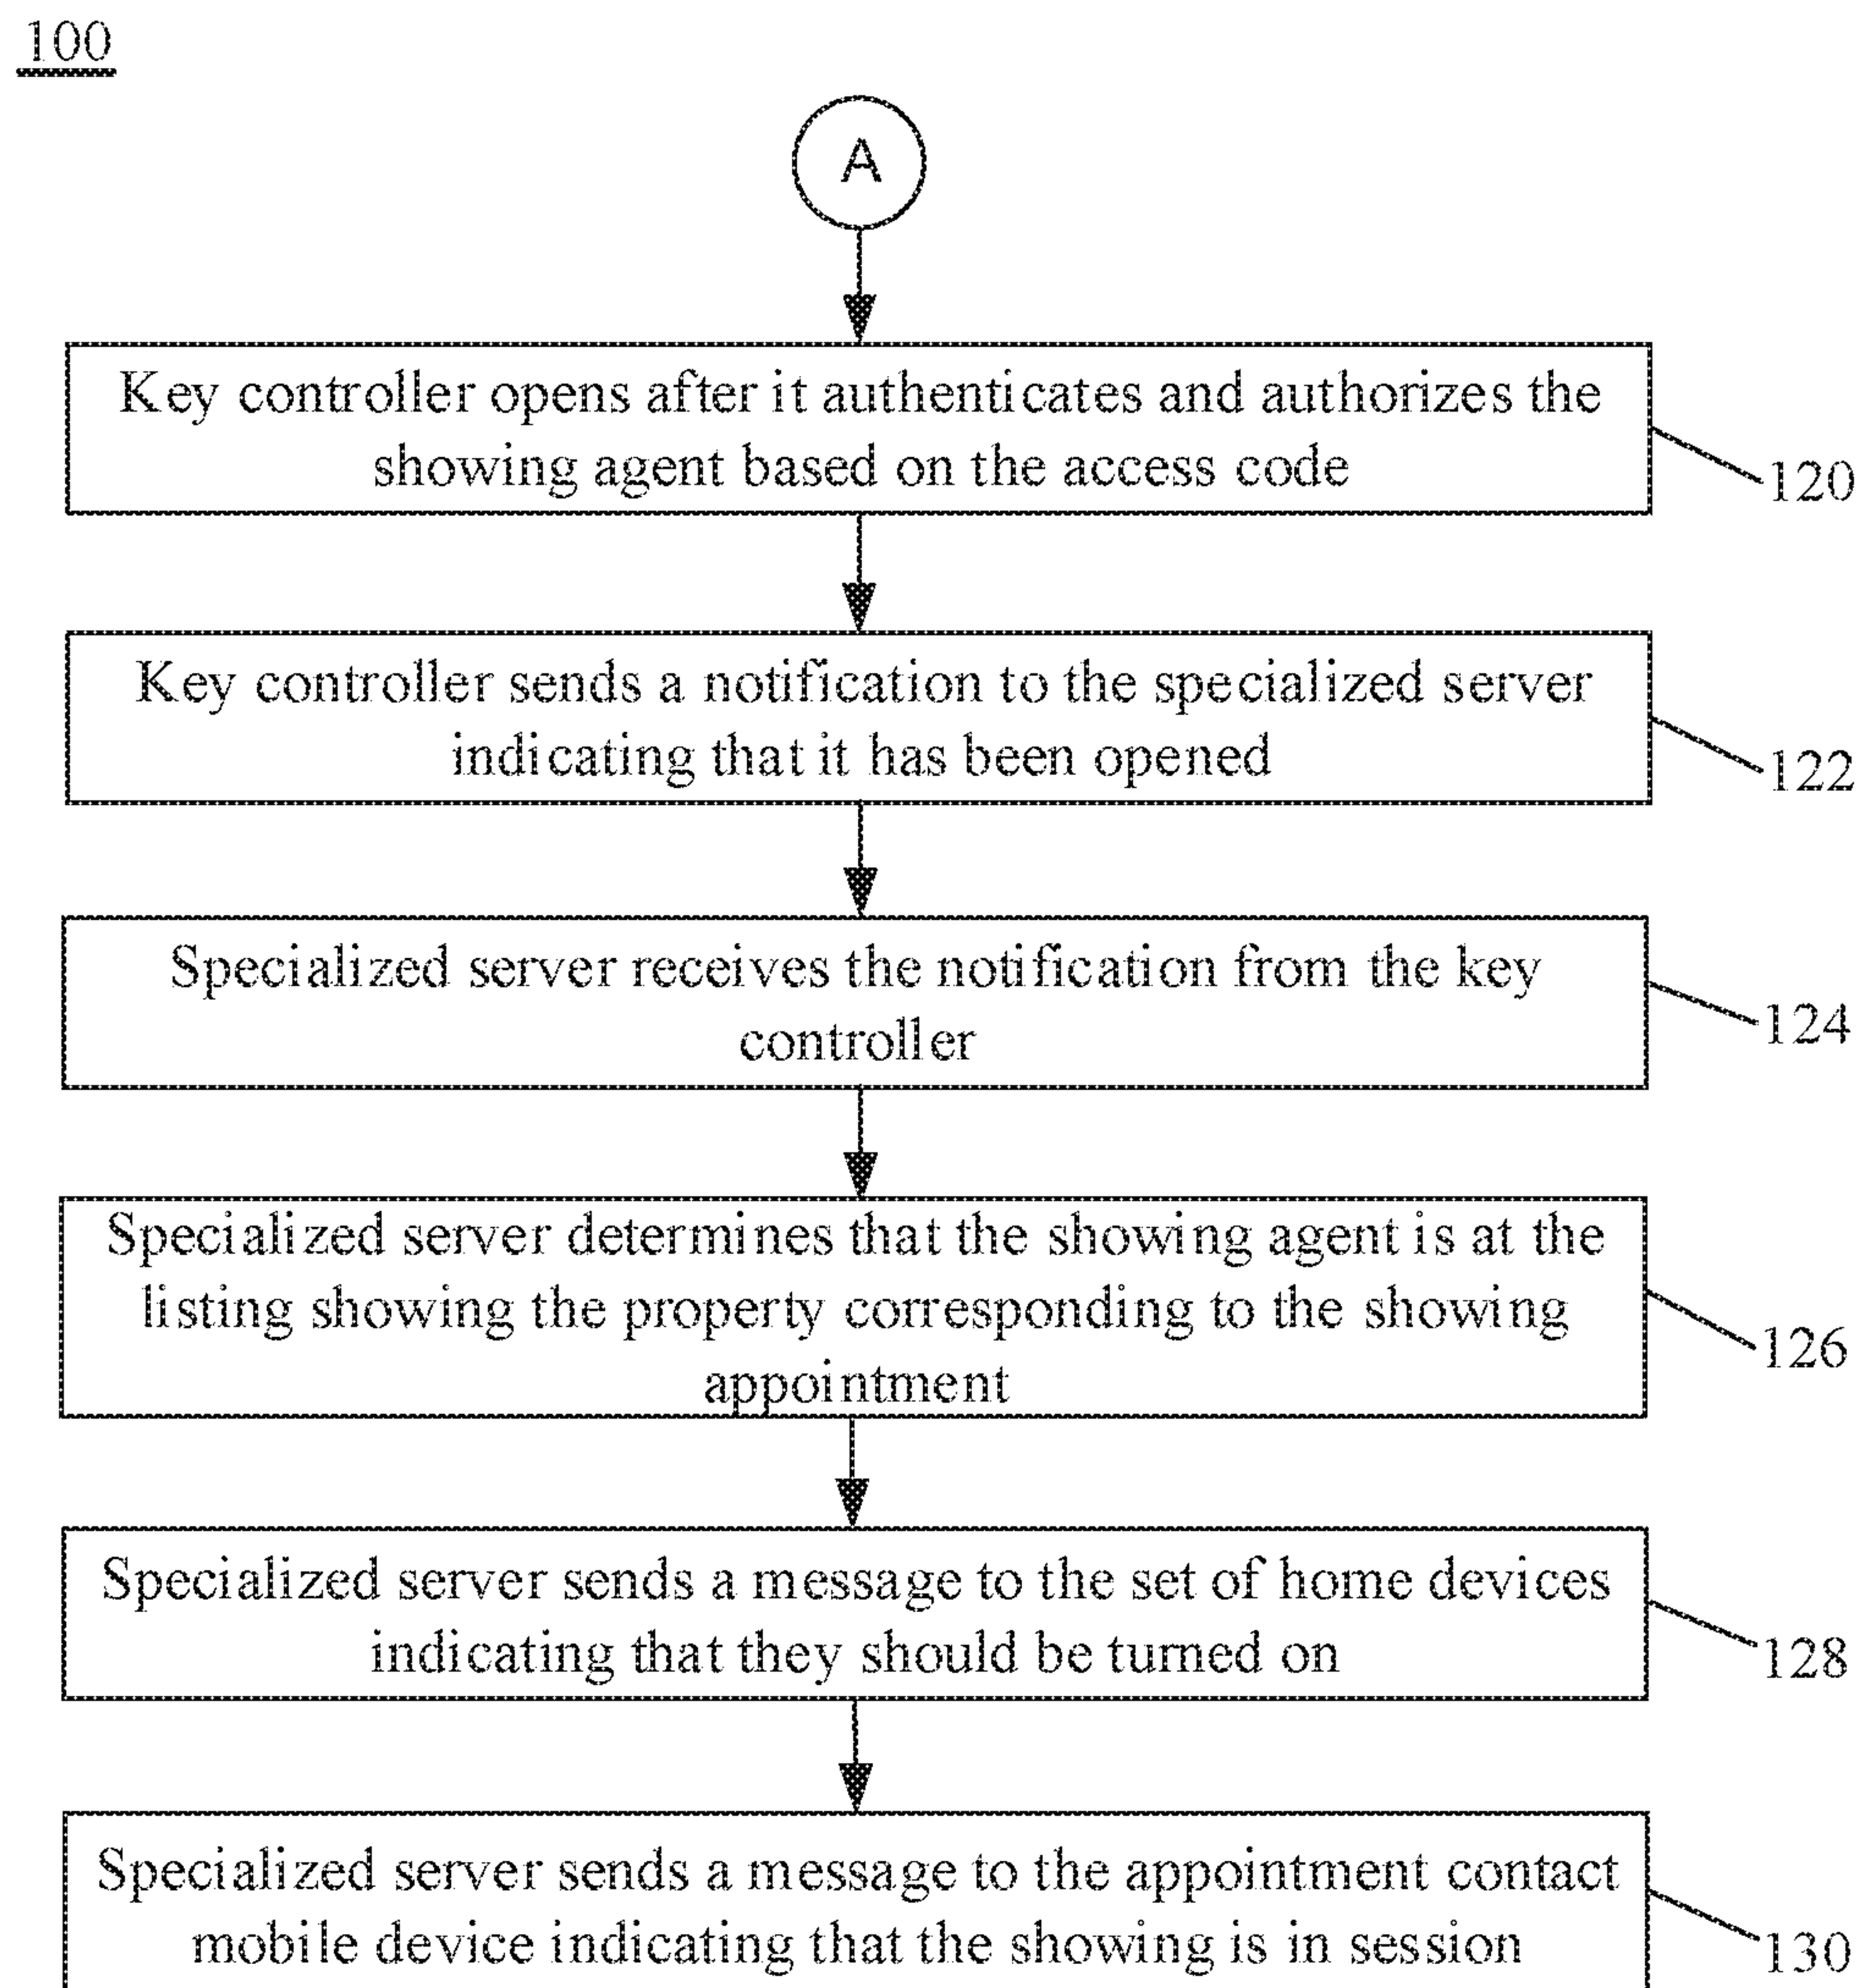 100
A
Key controller opens after it authenticates and authorizes the
showing agent based on the access code
120
Key controller sends a notification to the specialized server
indicating that it has been opened
122
Specialized server receives the notification from the key
controller
124
Specialized server determines that the showing agent is at the
listing showing the property corresponding to the showing
appointment
126
Specialized server sends a message to the set of home devices
indicating that they should be turned on
128
Specialized server sends a message to the appointment contact
mobile device indicating that the showing is in session
130